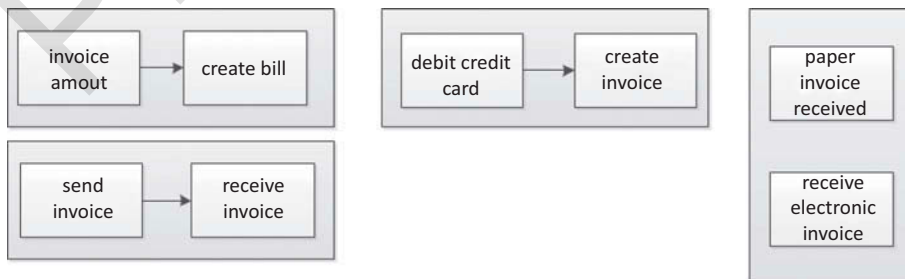 invoice
amout
create bill
debit credit
card
create
invoice
paper
invoice
received
send
invoice
receive
invoice
receive
electronic
invoice